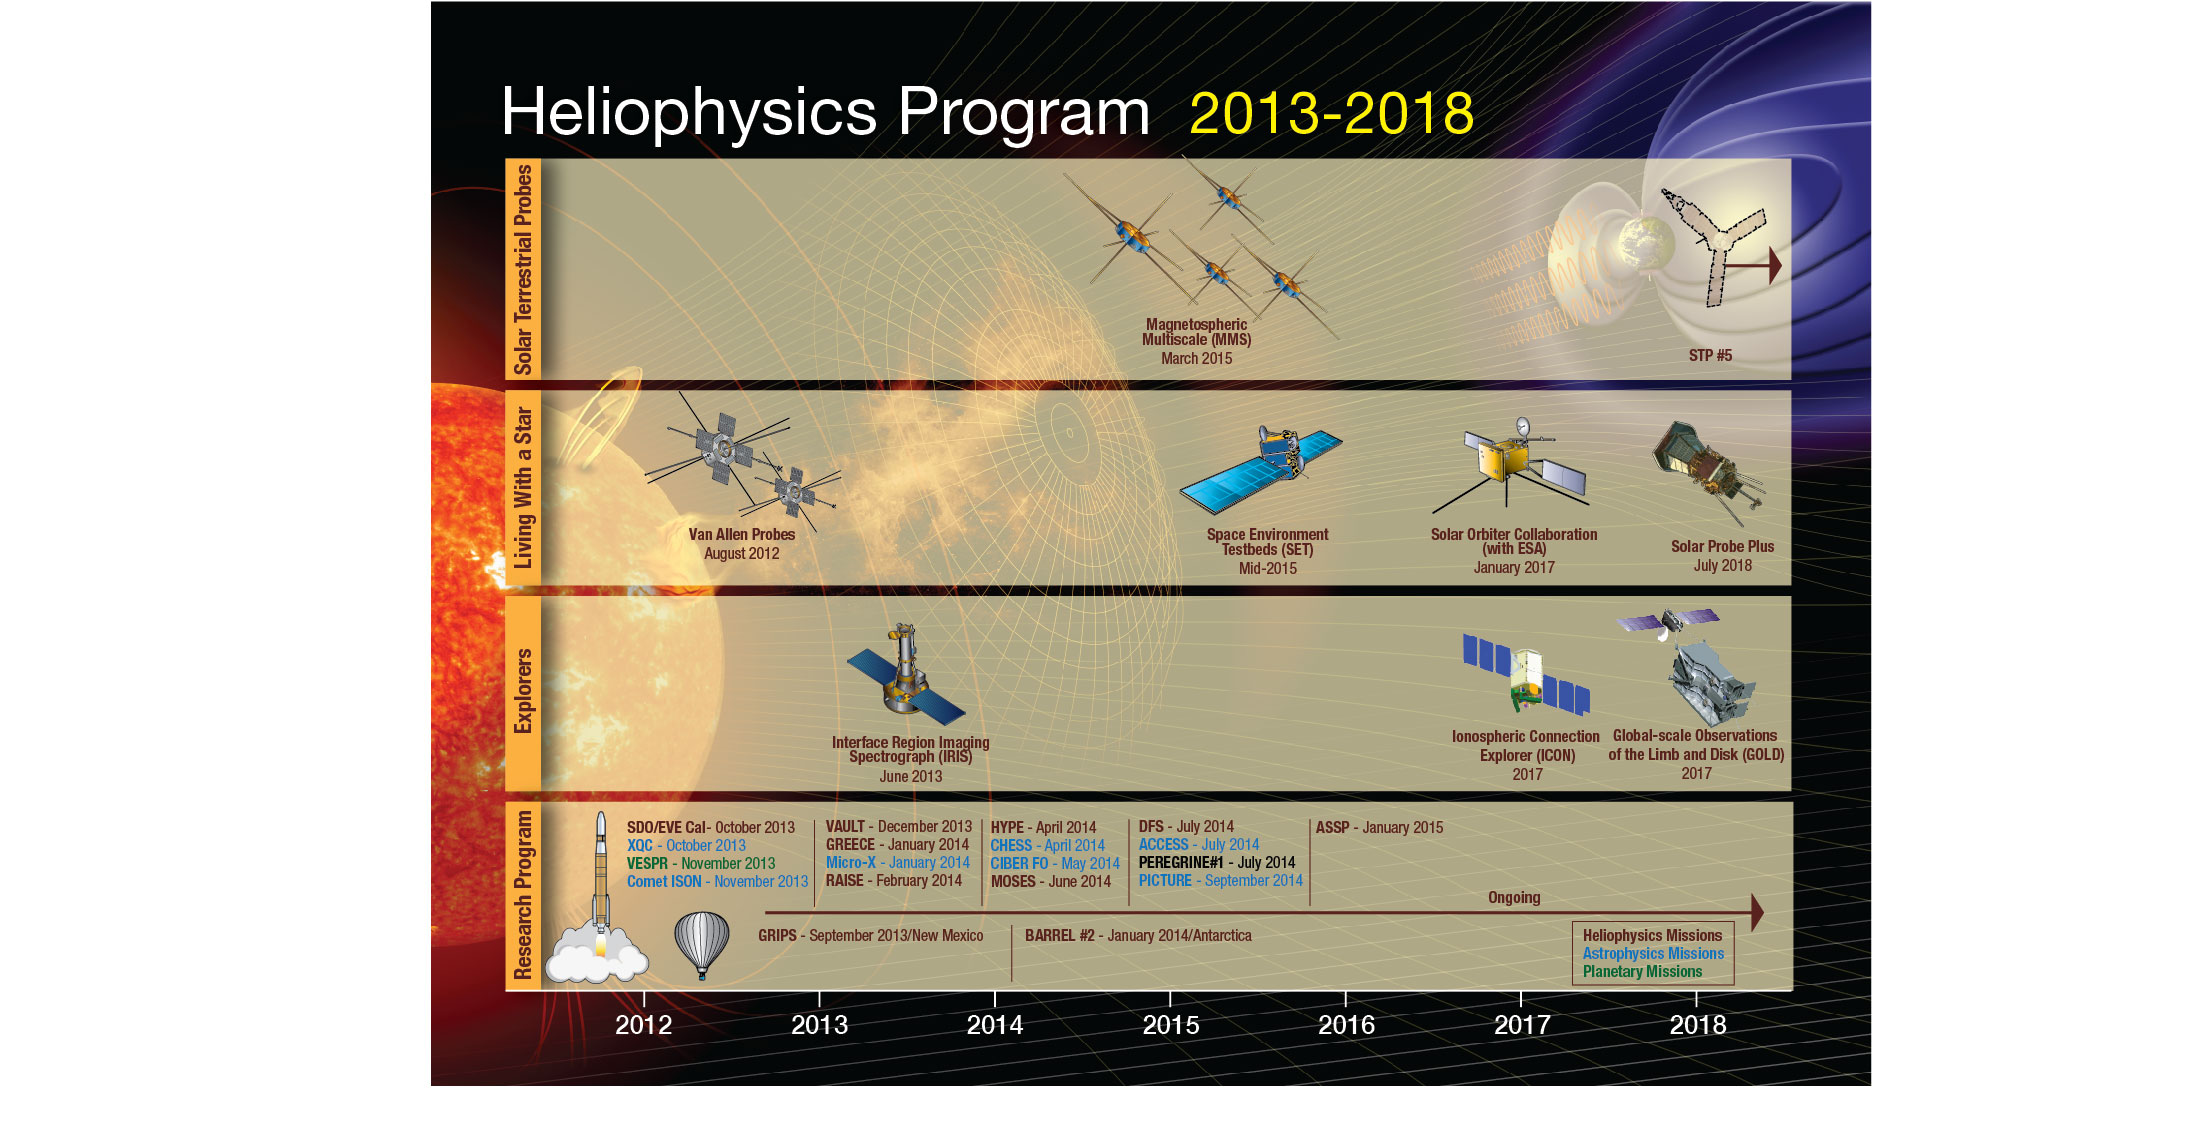 Heliophysics Program 2013-2018
Solar Terrestrial Probes
Magnetospheric
Multiscale (MMS)
March 2015
STP #5
Living With a Star
Van Allen Probes
August 2012
Space Environment
Testbeds (SET)
Mid-2015
Solar Orbiter Collaboration
(with ESA)
January 2017
Solar Probe Plus
July 2018
Explorers
Interface Region Imaging
Spectrograph (IRIS)
June 2013
Ionospheric Connection
Explorer (ICON)
2017
Global-scale Observations
of the Limb and Disk (GOLD)
2017
Research Program
SDO/EVE Cal- October 2013
XQC - October 2013
VESPR - November 2013
Comet ISON - November 2013
VAULT - December 2013
GREECE - January 2014
Micro-X - January 2014
RAISE - February 2014
HYPE - April 2014
CHESS - April 2014
CIBER FO - May 2014
MOSES - June 2014
DFS - July 2014
ACCESS - July 2014
PEREGRINE#1 - July 2014
PICTURE - September 2014
ASSP - January 2015
Ongoing
GRIPS - September 2013/New Mexico
BARREL #2 - January 2014/Antarctica
Heliophysics Missions
Astrophysics Missions
Planetary Missions
2012 2013 2014 2015 2016 2017 2018